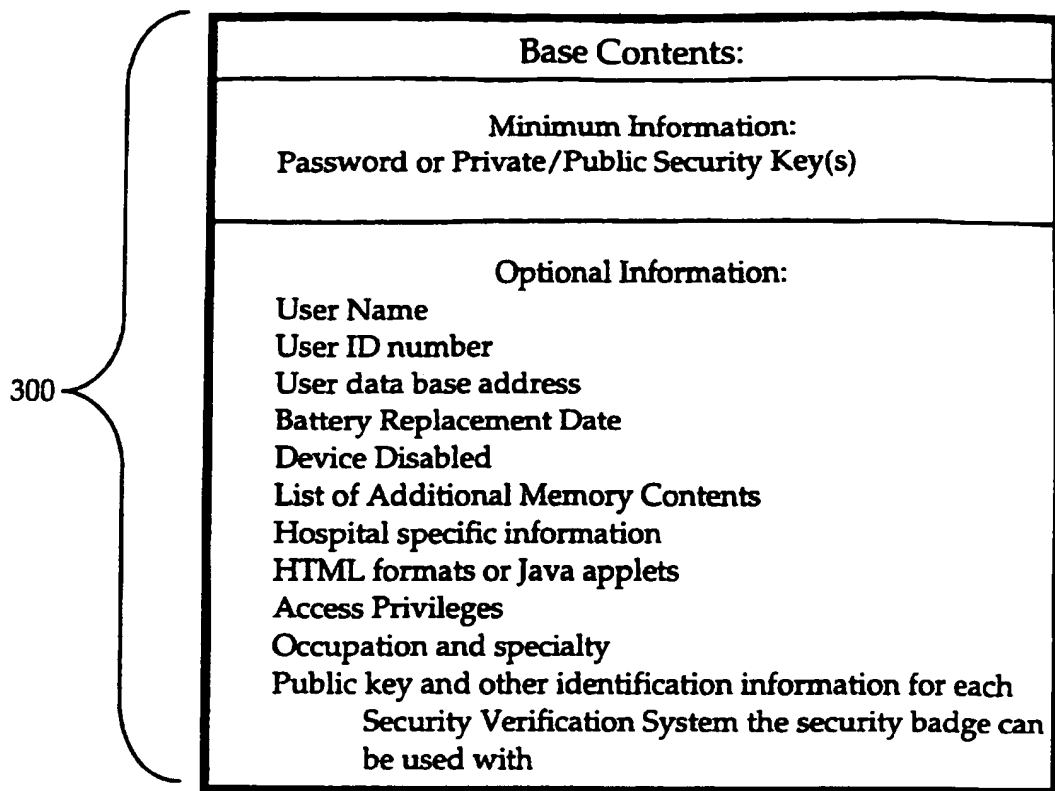 Base Contents:
Minimum Information:
Password or Private/Public Security Key(s)
Optional Information:
User Name
User ID number
User data base address
Battery Replacement Date
Device Disabled
300
List of Additional Memory Contents
Hospital specific information
HTML formats or Java applets
Access Privileges
Occupation and specialty
Public key and other identification information for each
Security Verification System the security badge can
be used with